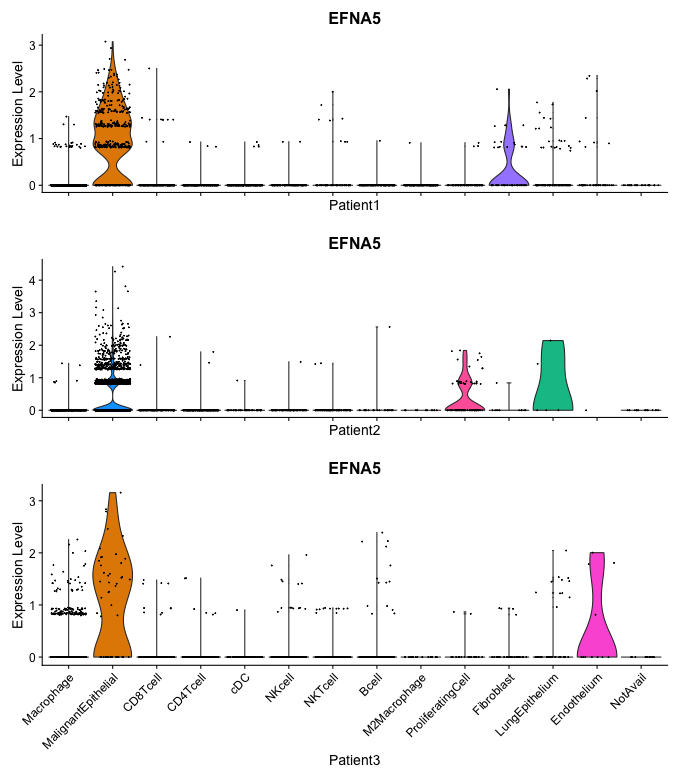 EFNA5
3
2
1
0
Expression Level
Patient1
EFNA5
4
3
2
1
0
Expression Level
Patient2
EFNA5
3
2
1
0
Expression Level
Macrophage
MalignantEpithelial
CD8Tcell
CD4Tcell
cDC
NKcell
NKTcell
Bcell
M2Macrophage
ProliferatingCell
Fibroblast
LungEpithelium
Endothelium
NotAvail
Patient3